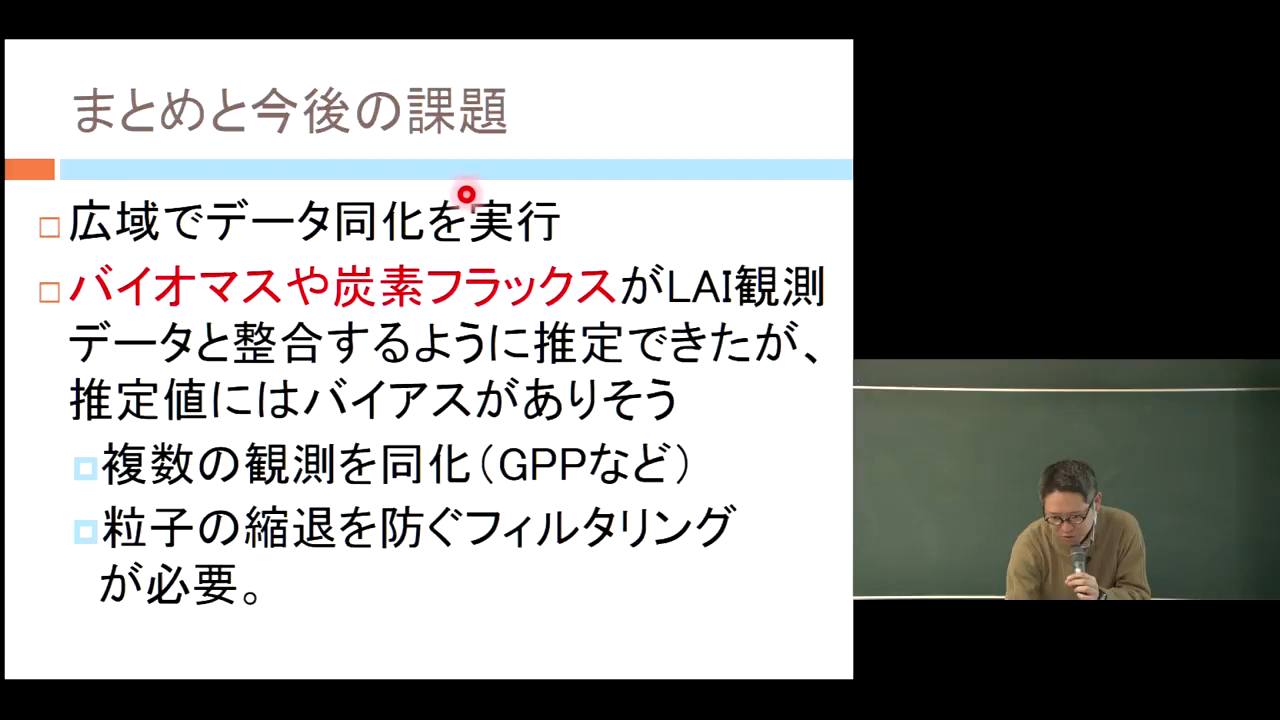 まとめと今後の課題
広域でデータ同化を実行
バイオマスや炭素フラックスがLAI観測
データと整合するように推定できたが、
推定値にはバイアスがありそう
複数の観測を同化（GPPなど）
粒子の縮退を防ぐフィルタリング
が必要。